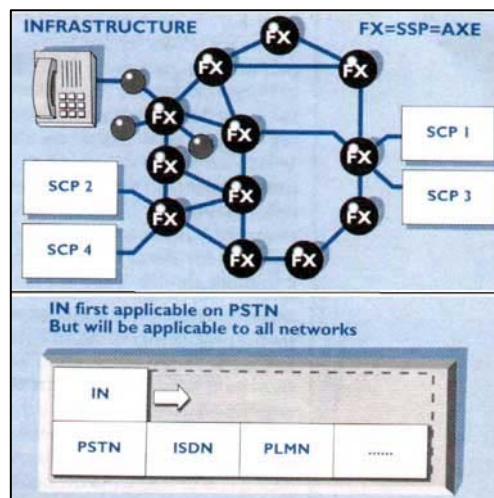 INFRASTRUCTURE FX=SSP=AXE
FX
FX FX
FX
FX
SCP 1
FX
FX
SCP 2 SCP 3
FX
FX FX
SCP 4
FX FX
IN first applicable on PSTN
But will be applicable to all networks
IN
PSTN ISDN PLMN ......